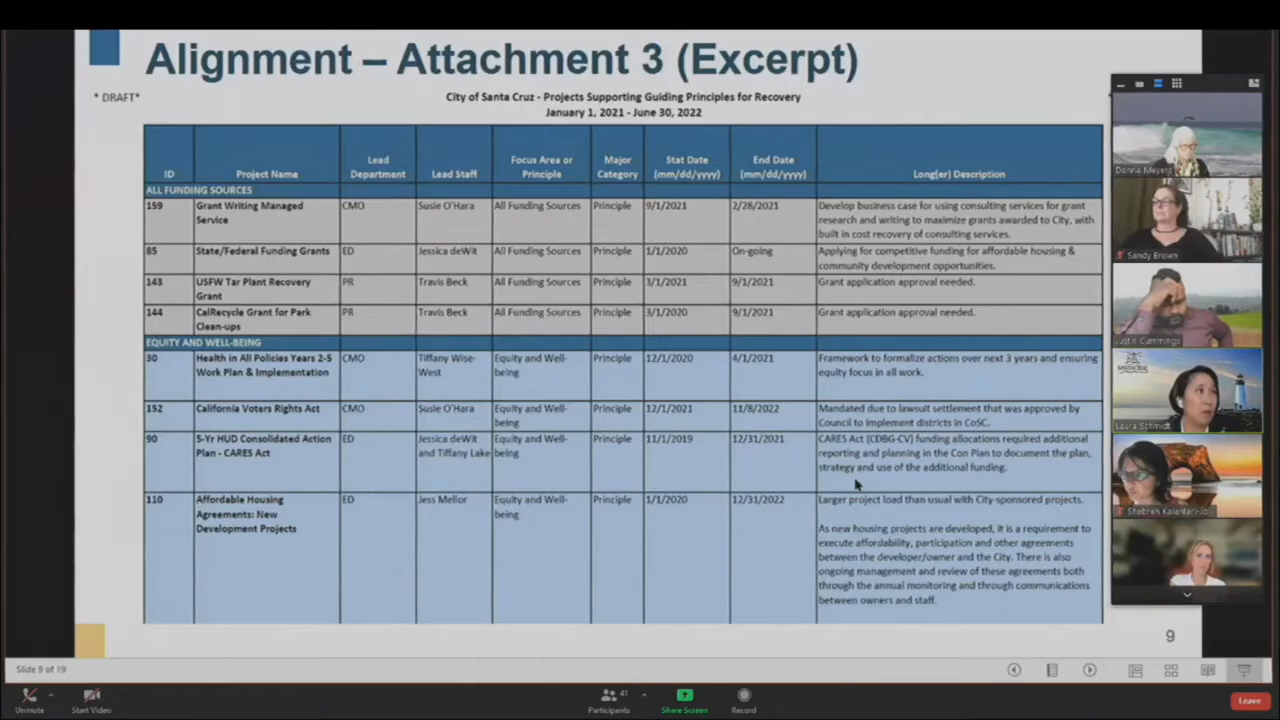 Alignment – Attachment 3 (Excerpt)
* DRAFT*
City of Santa Cruz - Projects Supporting Guiding Principles for Recovery
January 1, 2021 - June 30, 2022
ID Project Name Lead Department Lead Staff Focus Area or Principle Major Category Stat Date (mm/dd/yyyy) End Date (mm/dd/yyyy) Long(er) Description
ALL FUNDING SOURCES
159 Grant Writing Managed Service CMO Susie O'Hara All Funding Sources Principle 9/1/2021 2/28/2021 Develop business case for using consulting services for grant
research and writing to maximize grants awarded to City, with
built in cost recovery of consulting services.
85 State/Federal Funding Grants ED Jessica deWit All Funding Sources Principle 1/1/2020 On-going Applying for competitive funding for affordable housing &
community development opportunities.
143 USFW Tar Plant Recovery Grant PR Travis Beck All Funding Sources Principle 3/1/2021 9/1/2021 Grant application approval needed.
144 CalRecycle Grant for Park Clean-ups PR Travis Beck All Funding Sources Principle 3/1/2020 9/1/2021 Grant application approval needed.
EQUITY AND WELL-BEING
30 Health in All Policies Years 2-5 Work Plan & Implementation CMO Tiffany Wise-West Equity and Well-being Principle 12/1/2020 4/1/2021 Framework to formalize actions over next 3 years and ensuring
equity focus in all work.
152 California Voters Rights Act CMO Susie O'Hara Equity and Well-being Principle 12/1/2021 11/8/2022 Mandated due to lawsuit settlement that was approved by
Council to implement districts in CoSC.
90 5-Yr HUD Consolidated Action Plan - CARES Act ED Jessica deWit and Tiffany Lake Equity and Well-being Principle 11/1/2019 12/31/2021 CARES Act (CDBG-CV) funding allocations required additional
reporting and planning in the Con Plan to document the plan,
strategy and use of the additional funding.
110 Affordable Housing Agreements: New Development Projects ED Jess Mellor Equity and Well-being Principle 1/1/2020 12/31/2022 Larger project load than usual with City-sponsored projects.
As new housing projects are developed, it is a requirement to
execute affordability, participation and other agreements
between the developer/owner and the City. There is also
ongoing management and review of these agreements both
through the annual monitoring and through communications
between owners and staff.
9
Donna Meyers
Sandy Brown
Justin Cummings
Laura Schmidt
Shebreh Kalantari-Jo
Slide 9 of 19
Unmute
Start Video
41
Participants
Share Screen
Record
Leave